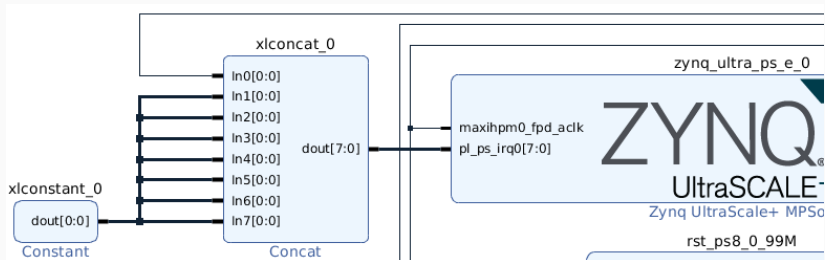 xlconcat_0
In0[0:0]
In1[0:0]
In2[0:0]
In3[0:0]
In4[0:0]
In5[0:0]
In6[0:0]
In7[0:0]
dout[7:0]
Concat
xlconstant_0
dout[0:0]
Constant
zynq_ultra_ps_e_0
maxihpm0_fpd_aclk
pl_ps_irq0[7:0]
ZYNQ®
UltraSCALE+
Zynq UltraScale+ MPSo
rst_ps8_0_99M